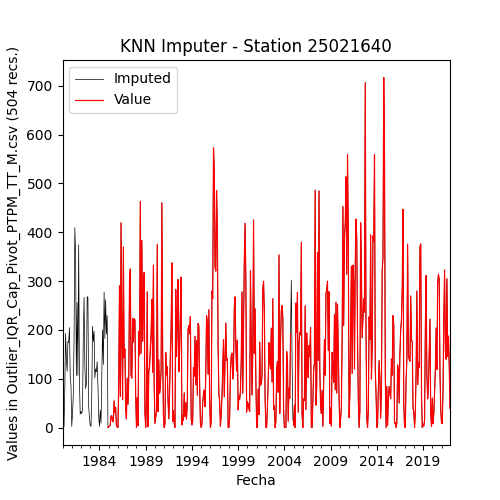 KNN Imputer - Station 25021640
Values in Outlier_IQR_Cap_Pivot_PTPM_TT_M.csv (504 recs.)
700
600
500
400
300
200
100
0
Imputed
Value
1984 1989 1994 1999 2004 2009 2014 2019
Fecha